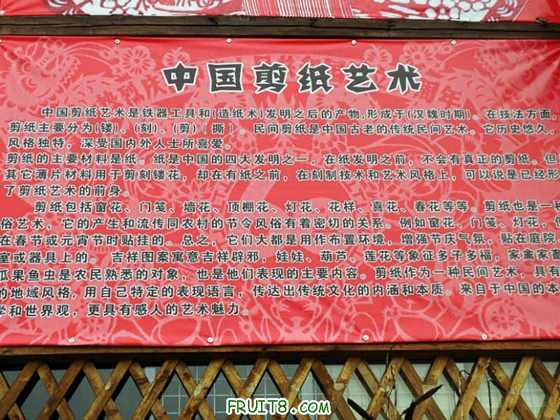 中国剪纸艺术
中国剪纸艺术是铁器工具和(造纸术)发明之后的产物,形成于(汉魏时期)。在技法方面,
剪纸主要分为(镂)、(刻)、(剪)(撕)。民间剪纸是中国古老的传统民间艺术。它历史悠久,
风格独特,深受国内外人士所喜爱。
剪纸的主要材料是纸。纸是中国的四大发明之一。在纸发明之前,不会有真正的剪纸,但
其它薄片材料用于剪刻镂花,却在有纸之前,在刻制技术和艺术风格上,可以说是已经形
了剪纸艺术的前身。
剪纸包括窗花、门笺、墙花、顶棚花、灯花、花样、喜花、春花等等。剪纸也是一种
俗艺术,它的产生和流传同农村的节令风俗有着密切的关系。例如窗花、门笺、灯花,
在春节或元宵节时贴挂的。总之,它们大都是用作布置环境,增强节庆气氛。贴在庭院
室或器具上的。吉祥图案寓意吉祥辟邪,娃娃、葫芦、莲花等象征多子多福,家禽家畜
瓜果鱼虫是农民熟悉的对象,也是他们表现的主要内容。剪纸作为一种民间艺术,具有
的地域风格,用自己特定的表现语言,传达出传统文化的内涵和本质。来自于中国的本
学和世界观,更具有感人的艺术魅力。
FRUIT8.COM